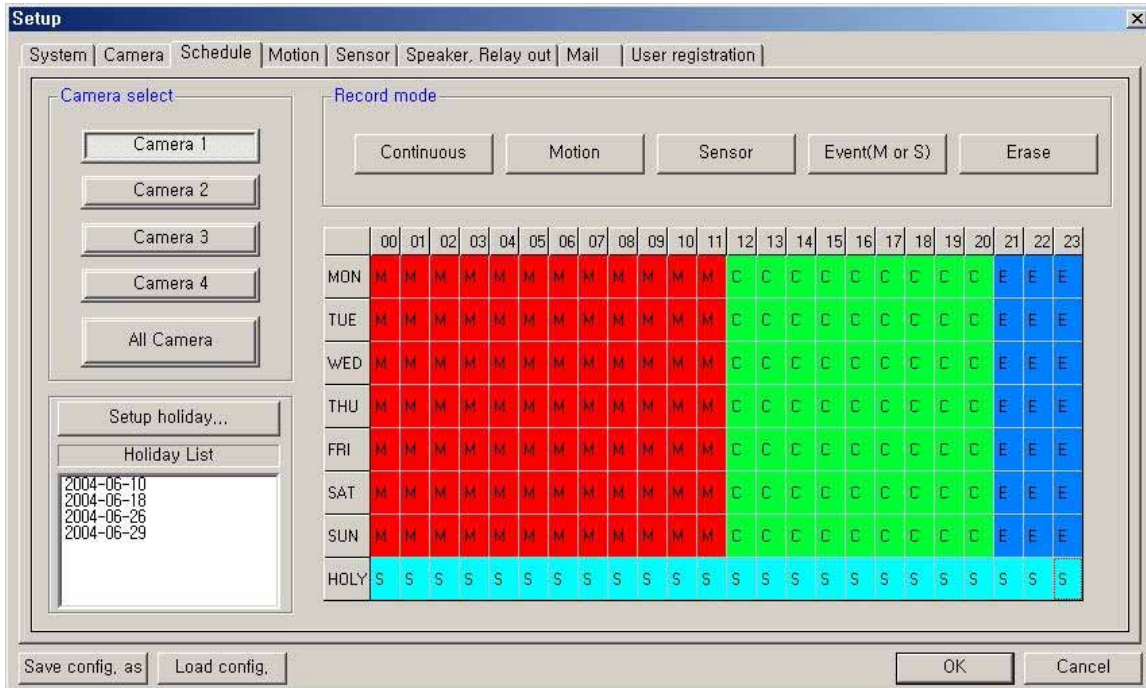 Setup
System Camera Schedule Motion Sensor Speaker, Relay out Mail User registration
Camera select
Camera 1
Camera 2
Camera 3
Camera 4
All Camera
Setup holiday...
Holiday List
2004-06-10
2004-06-18
2004-06-26
2004-06-29
Record mode
Continuous Motion Sensor Event(M or S) Erase
00 01 02 03 04 05 06 07 08 09 10 11 12 13 14 15 16 17 18 19 20 21 22 23
MON M M M M M M M M M M M M C C C C C C C C C E E E
TUE M M M M M M M M M M M M C C C C C C C C C E E E
WED M M M M M M M M M M M M C C C C C C C C C E E E
THU M M M M M M M M M M M M C C C C C C C C C E E E
FRI M M M M M M M M M M M M C C C C C C C C C E E E
SAT M M M M M M M M M M M M C C C C C C C C C E E E
SUN M M M M M M M M M M M M C C C C C C C C C E E E
HOLY S S S S S S S S S S S S S S S S S S S S S S S S
Save config, as Load config, OK Cancel